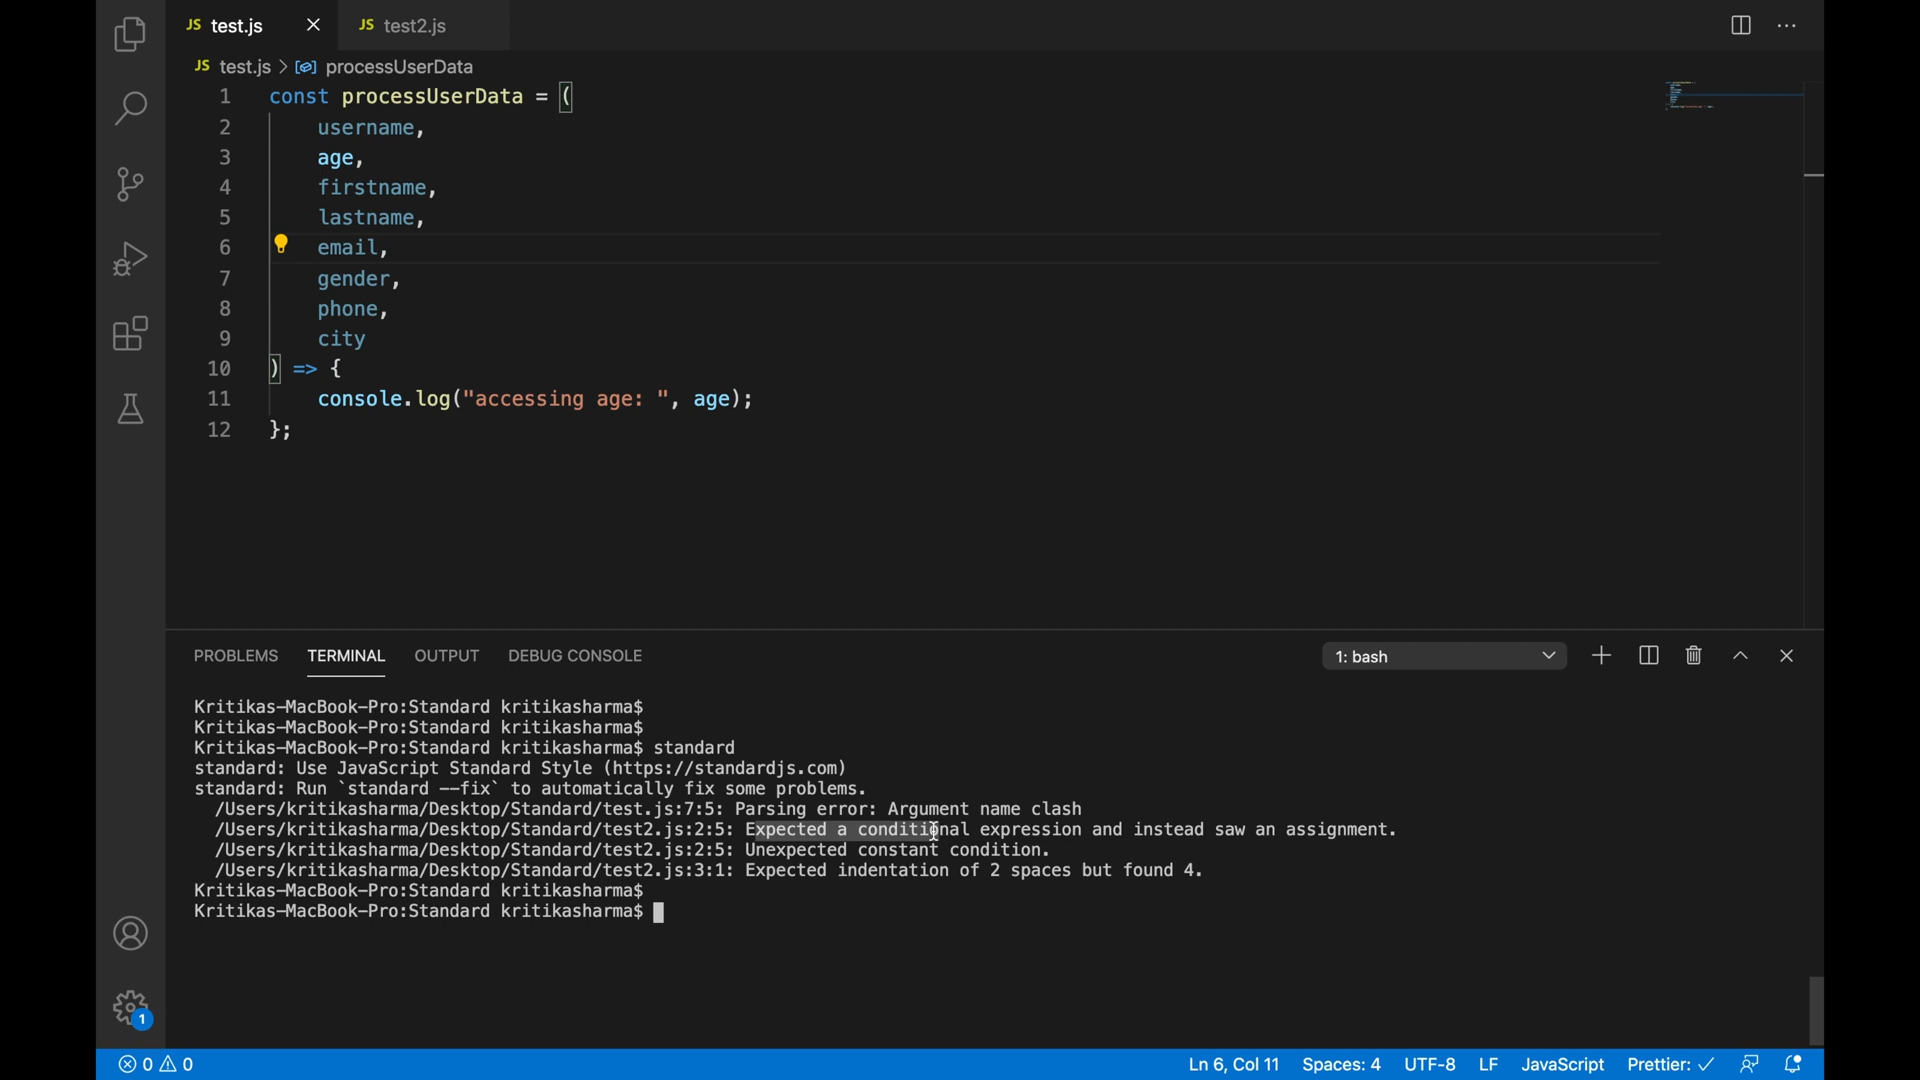 JS test.js
JS test2.js
JS test.js > processUserData
1 const processUserData = (
2 username,
3 age,
4 firstname,
5 lastname,
6 email,
7 gender,
8 phone,
9 city
10 ) => {
11 console.log("accessing age: ", age);
12 };
PROBLEMS TERMINAL OUTPUT DEBUG CONSOLE 1: bash
Kritikas-MacBook-Pro:Standard kritikasharma$
Kritikas-MacBook-Pro:Standard kritikasharma$
Kritikas-MacBook-Pro:Standard kritikasharma$ standard
standard: Use JavaScript Standard Style (https://standardjs.com)
standard: Run `standard --fix` to automatically fix some problems.
/Users/kritikasharma/Desktop/Standard/test.js:7:5: Parsing error: Argument name clash
/Users/kritikasharma/Desktop/Standard/test2.js:2:5: Expected a conditional expression and instead saw an assignment.
/Users/kritikasharma/Desktop/Standard/test2.js:2:5: Unexpected constant condition.
/Users/kritikasharma/Desktop/Standard/test2.js:3:1: Expected indentation of 2 spaces but found 4.
Kritikas-MacBook-Pro:Standard kritikasharma$
Kritikas-MacBook-Pro:Standard kritikasharma$
1
0 0 Ln 6, Col 11 Spaces: 4 UTF-8 LF JavaScript Prettier: ✓